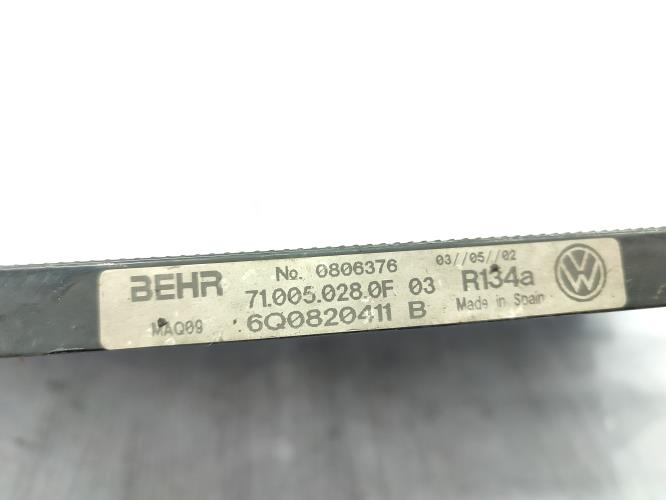 BEHR No. 0806376 03//05//02
71.005.028.0F 03 R134a
MAQ09 6Q0820411 B Made in Spain